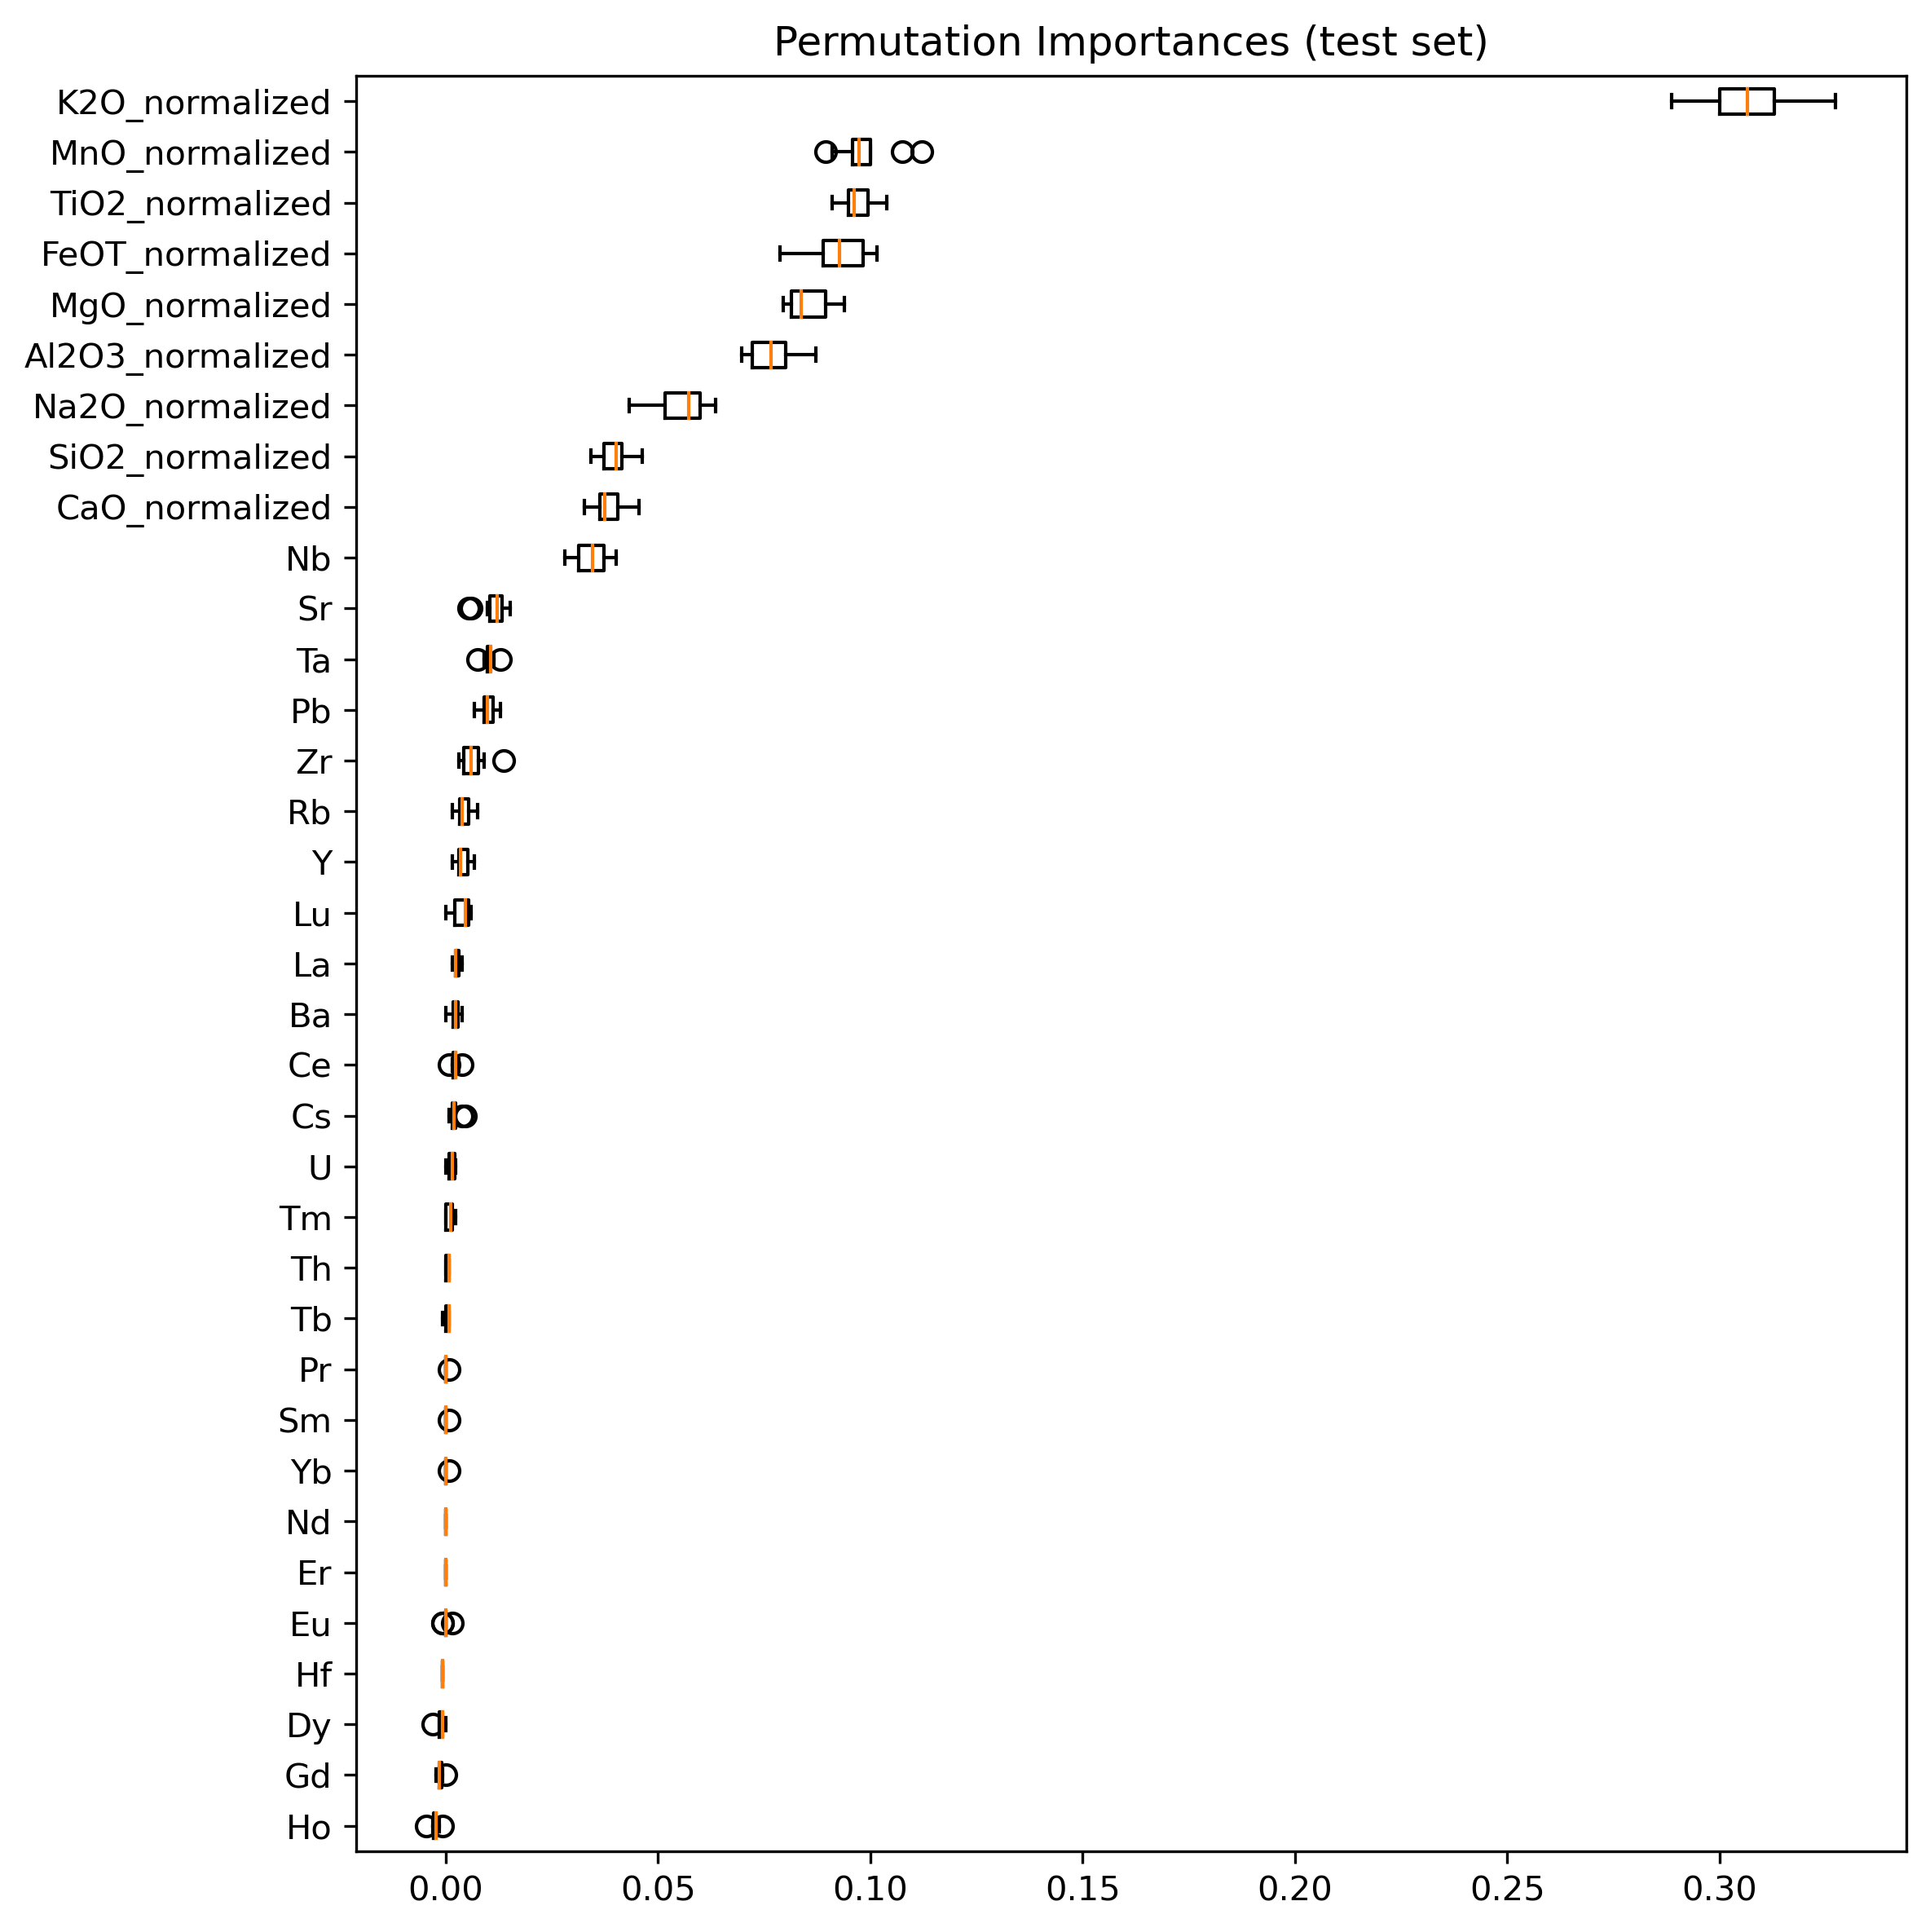 Permutation Importances (test set)
K2O_normalized
MnO_normalized
TiO2_normalized
FeOT_normalized
MgO_normalized
Al2O3_normalized
Na2O_normalized
SiO2_normalized
CaO_normalized
Nb
Sr
Ta
Pb
Zr
Rb
Y
Lu
La
Ba
Ce
Cs
U
Tm
Th
Tb
Pr
Sm
Yb
Nd
Er
Eu
Hf
Dy
Gd
Ho
0.00 0.05 0.10 0.15 0.20 0.25 0.30